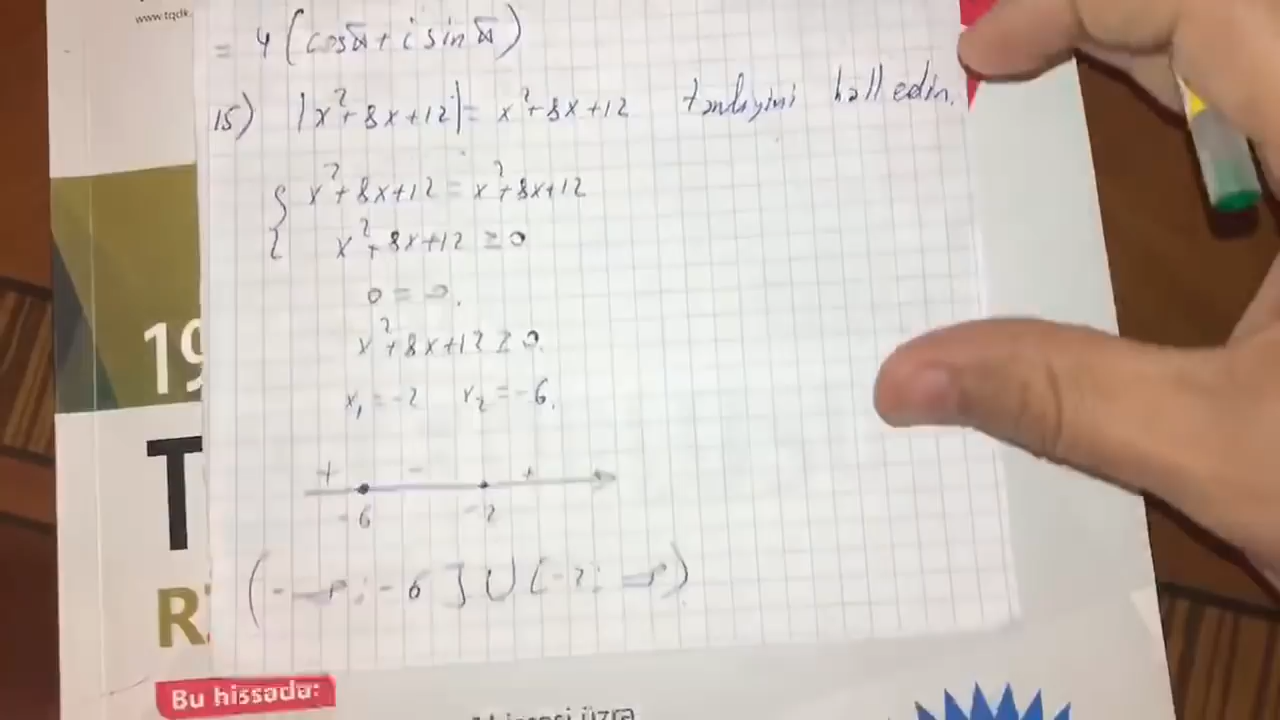 www.tqdk.
= 4 (cosπ + i sin π)
15) |x²+8x+12| = x²+8x+12 tənliyini həll edin.
{ x²+8x+12 = x²+8x+12
x²+8x+12 ≥ 0
0 = 0.
x²+8x+12 ≥ 0.
x₁ = -2 x₂ = -6.
+ - +
-6 -2
(-∞; -6] ∪ [-2; ∞)
19
T
R
Bu hissədə:
üzrə